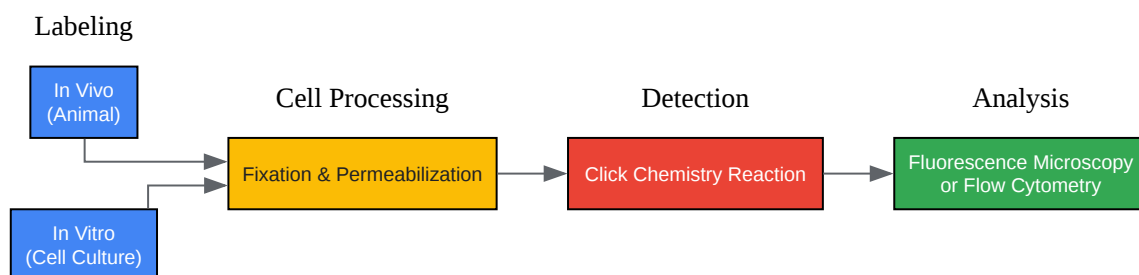 Labeling
In Vivo
(Animal)
Cell Processing
Detection
Analysis
Fixation & Permeabilization
Click Chemistry Reaction
Fluorescence Microscopy
or Flow Cytometry
In Vitro
(Cell Culture)